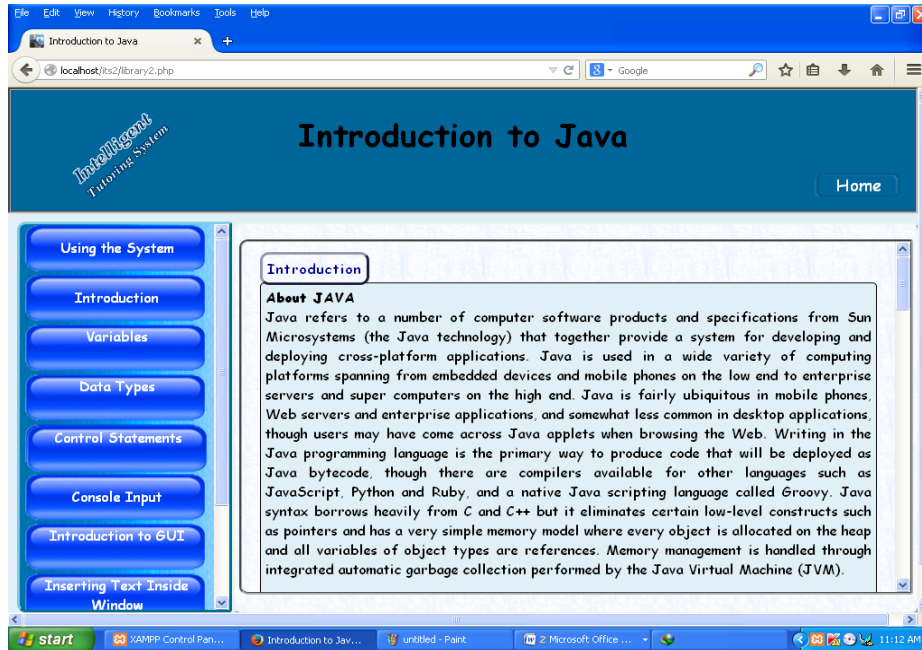 File Edit View History Bookmarks Tools Help
Introduction to Java × +
localhost/its2/library2.php 8 Google
Intelligent
Tutoring System
Introduction to Java
Home
Using the System
Introduction
Variables
Data Types
Control Statements
Console Input
Introduction to GUI
Inserting Text Inside
Window
Introduction
About JAVA
Java refers to a number of computer software products and specifications from Sun
Microsystems (the Java technology) that together provide a system for developing and
deploying cross-platform applications. Java is used in a wide variety of computing
platforms spanning from embedded devices and mobile phones on the low end to enterprise
servers and super computers on the high end. Java is fairly ubiquitous in mobile phones,
Web servers and enterprise applications, and somewhat less common in desktop applications,
though users may have come across Java applets when browsing the Web. Writing in the
Java programming language is the primary way to produce code that will be deployed as
Java bytecode, though there are compilers available for other languages such as
JavaScript, Python and Ruby, and a native Java scripting language called Groovy. Java
syntax borrows heavily from C and C++ but it eliminates certain low-level constructs such
as pointers and has a very simple memory model where every object is allocated on the heap
and all variables of object types are references. Memory management is handled through
integrated automatic garbage collection performed by the Java Virtual Machine (JVM).
start XAMPP Control Pan... Introduction to Jav... untitled - Paint 2 Microsoft Office ... 11:12 AM